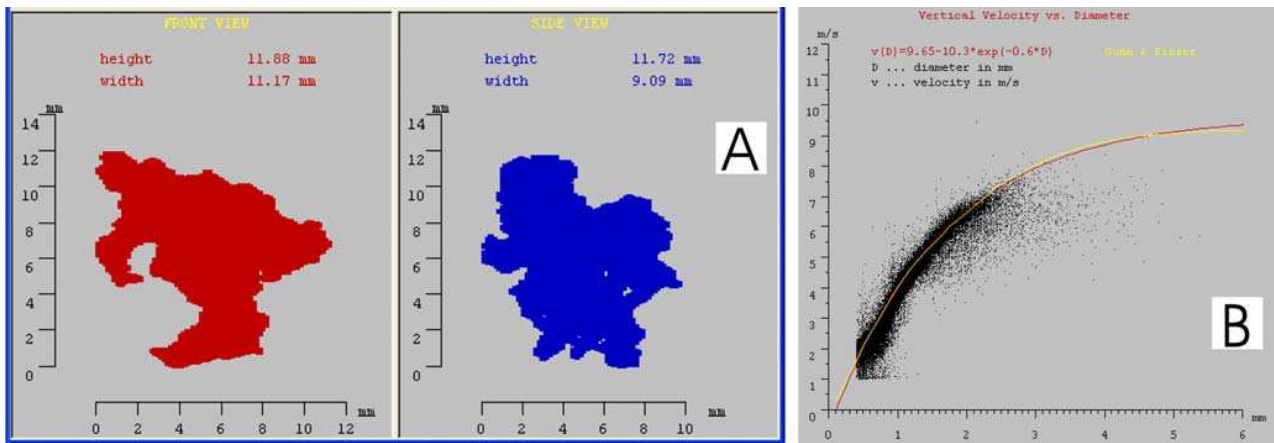 FRONT VIEW
height 11.88 mm
width 11.17 mm
mm
14
12
10
8
6
4
2
0
0 2 4 6 8 10 12 mm
SIDE VIEW
height 11.72 mm
width 9.09 mm
A
mm
14
12
10
8
6
4
2
0
0 2 4 6 8 10 mm
Vertical Velocity vs. Diameter
m/s
v(D)=9.65-10.3*exp(-0.6*D) Gunn & Kinzer
D ... diameter in mm
v ... velocity in m/s
12
11
10
9
8
7
6
5
4
3
2
1
0
B
0 1 2 3 4 5 6 mm